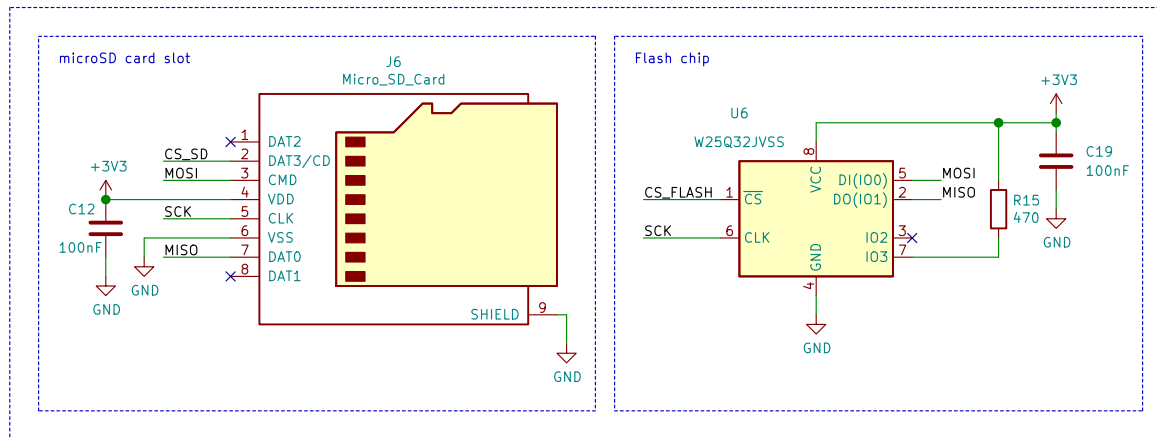 microSD card slot
J6
Micro_SD_Card
1 DAT2
CS_SD 2 DAT3/CD
MOSI 3 CMD
+3V3
4 VDD
SCK 5 CLK
6 VSS
MISO 7 DAT0
8 DAT1
C12
100nF
GND
GND
SHIELD 9
GND
Flash chip
U6
W25Q32JVSS
+3V3
8
VCC
CS_FLASH 1 CS
SCK 6 CLK
DI(IO0) 5 MOSI
DO(IO1) 2 MISO
IO2 3
IO3 7
GND
4
GND
R15
470
C19
100nF
GND